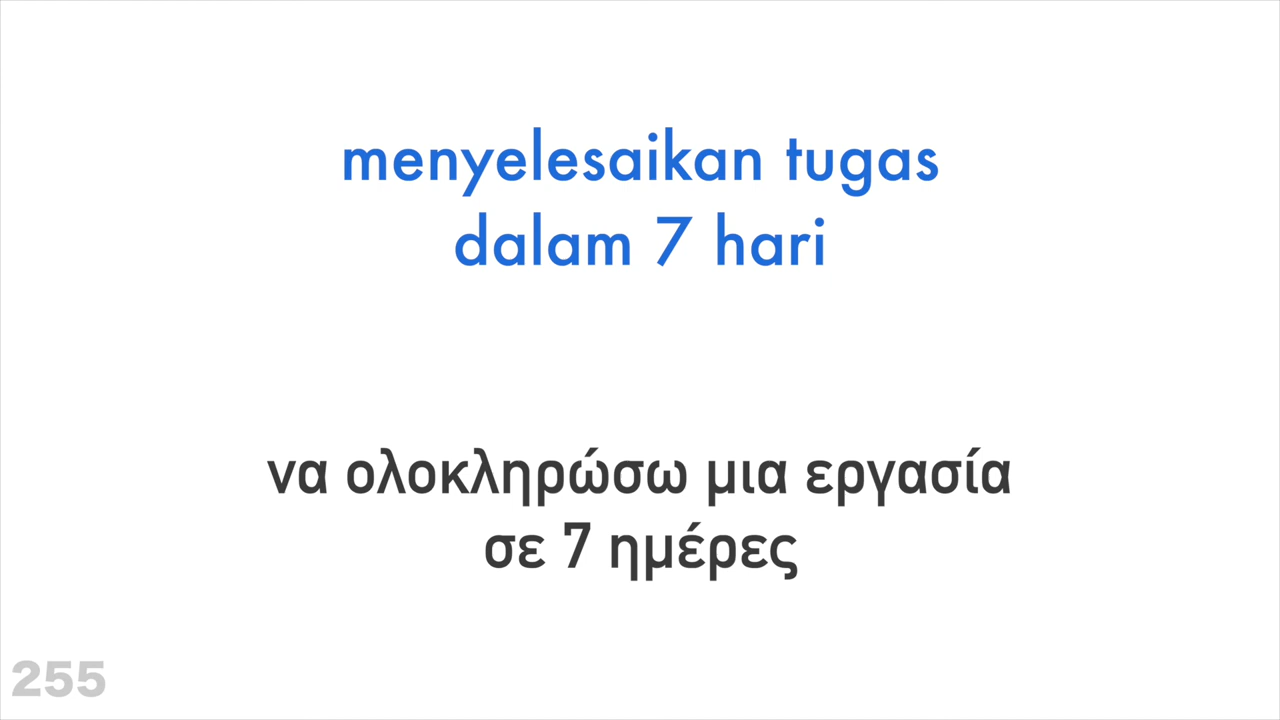 menyelesaikan tugas
dalam 7 hari
να ολοκληρώσω μια εργασία
σε 7 ημέρες
255